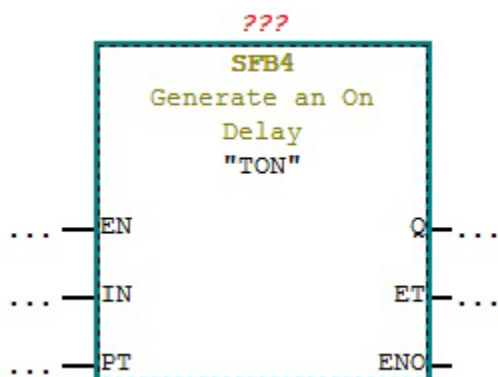 ???
SFB4
Generate an On
Delay
"TON"
... EN Q ...
... IN ET ...
... PT ENO